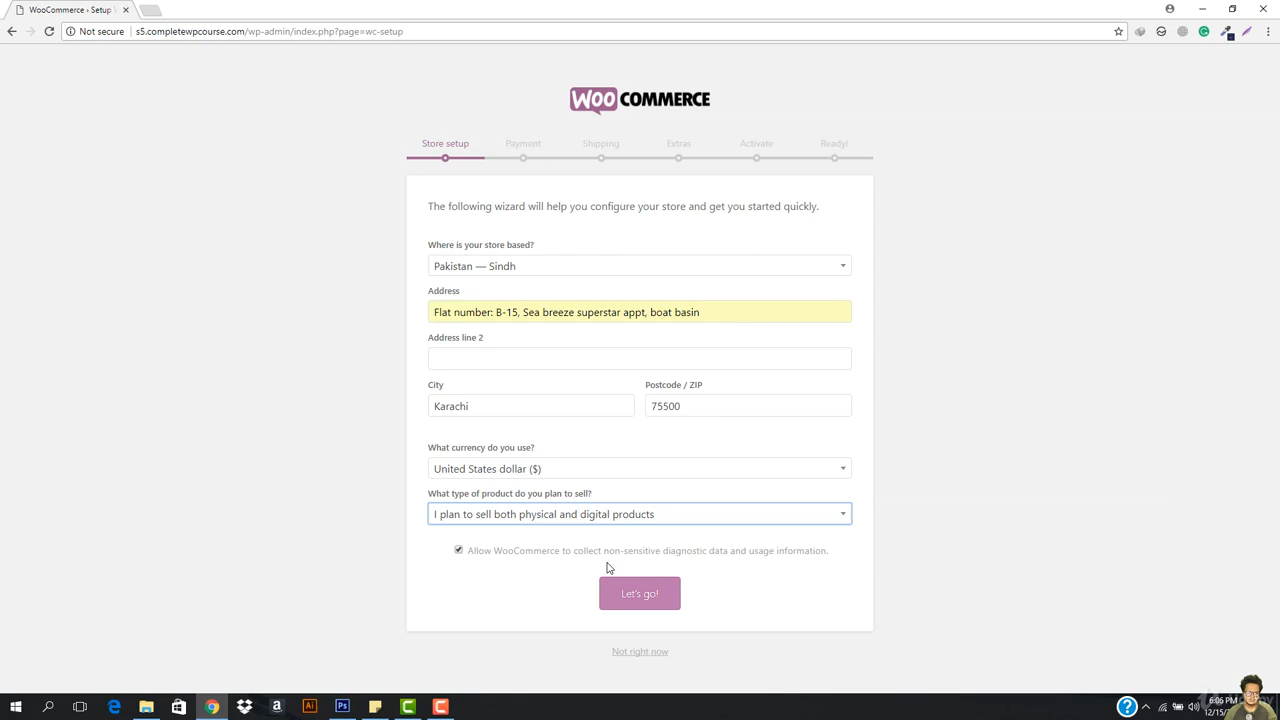 WooCommerce › Setup W
Not secure
s5.completewpcourse.com/wp-admin/index.php?page=wc-setup
WOOCOMMERCE
Store setup
Payment
Shipping
Extras
Activate
Ready!
The following wizard will help you configure your store and get you started quickly.
Where is your store based?
Pakistan — Sindh
Address
Flat number: B-15, Sea breeze superstar appt, boat basin
Address line 2
City
Postcode / ZIP
Karachi
75500
What currency do you use?
United States dollar ($)
What type of product do you plan to sell?
I plan to sell both physical and digital products
Allow WooCommerce to collect non-sensitive diagnostic data and usage information.
Let's go!
Not right now
6:06 PM